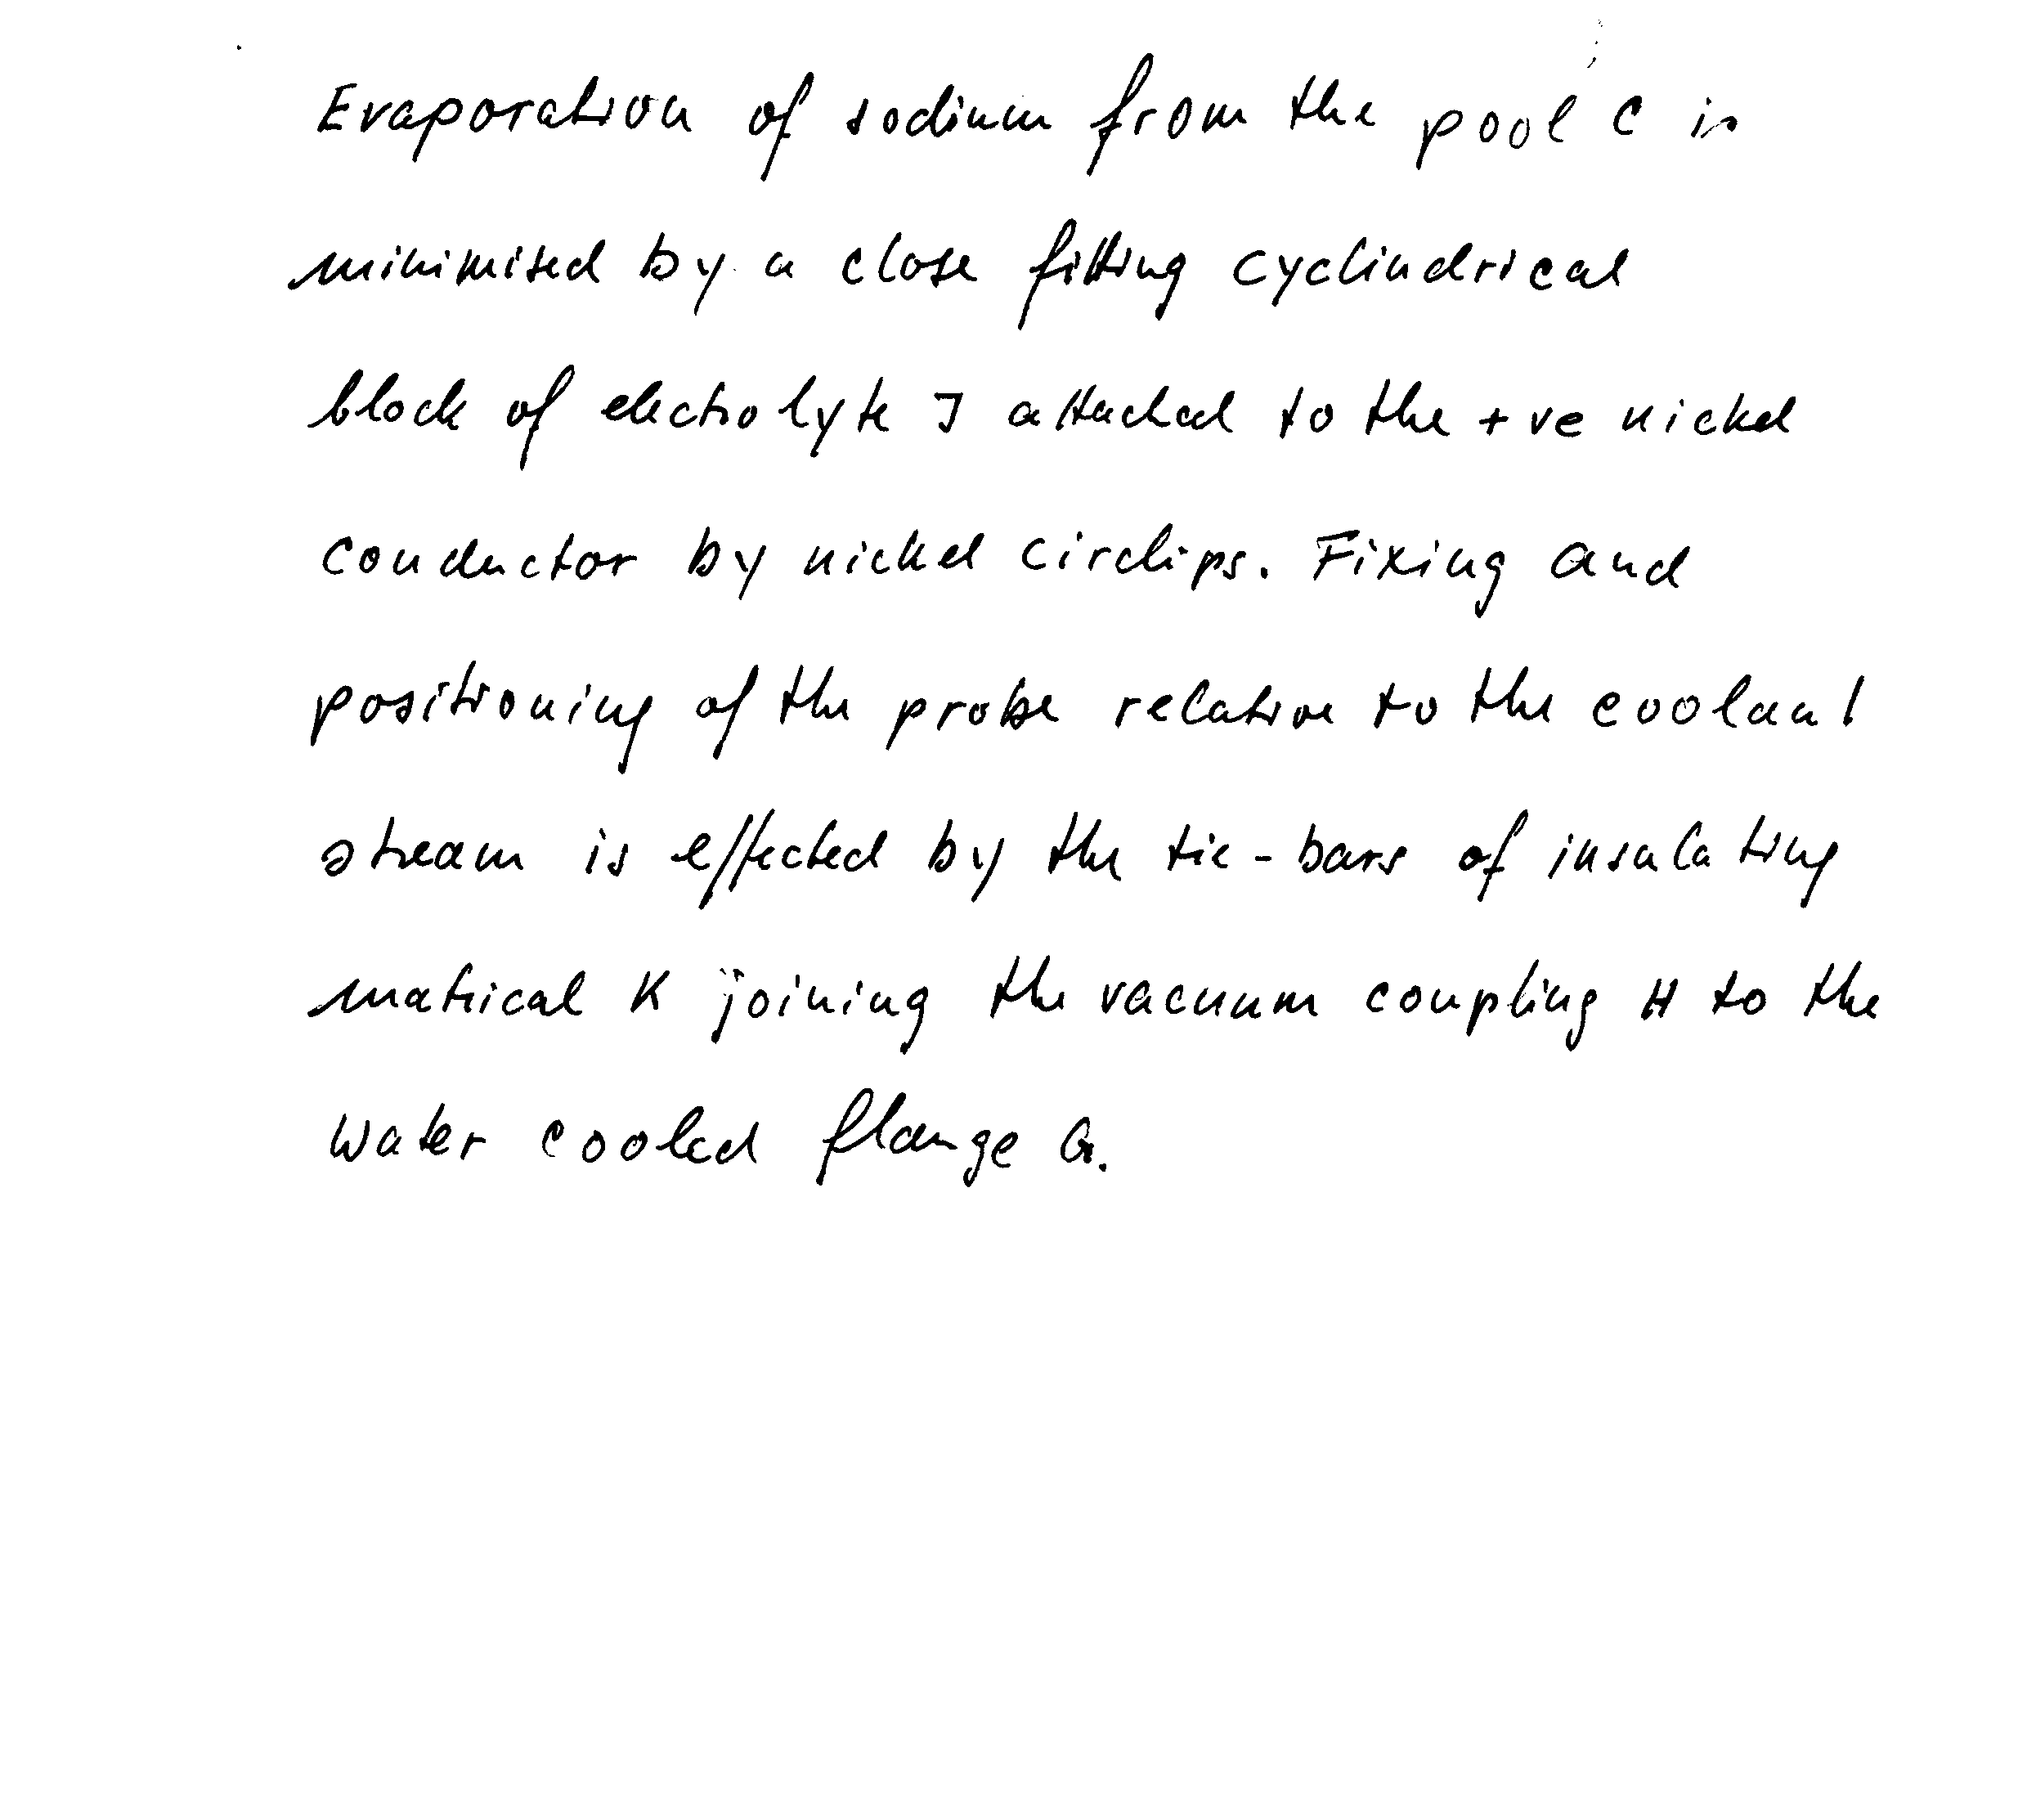 Evaporation of sodium from the pool C is
minimised by a close fitting cyclindrical
block of electrolyte J attached to the +ve nickel
conductor by nickel circlips. Fixing and
positioning of the probe relative to the coolant
stream is effected by the tie-bars of insulating
matrical K joining the vacuum coupling H to the
water cooled flange G.